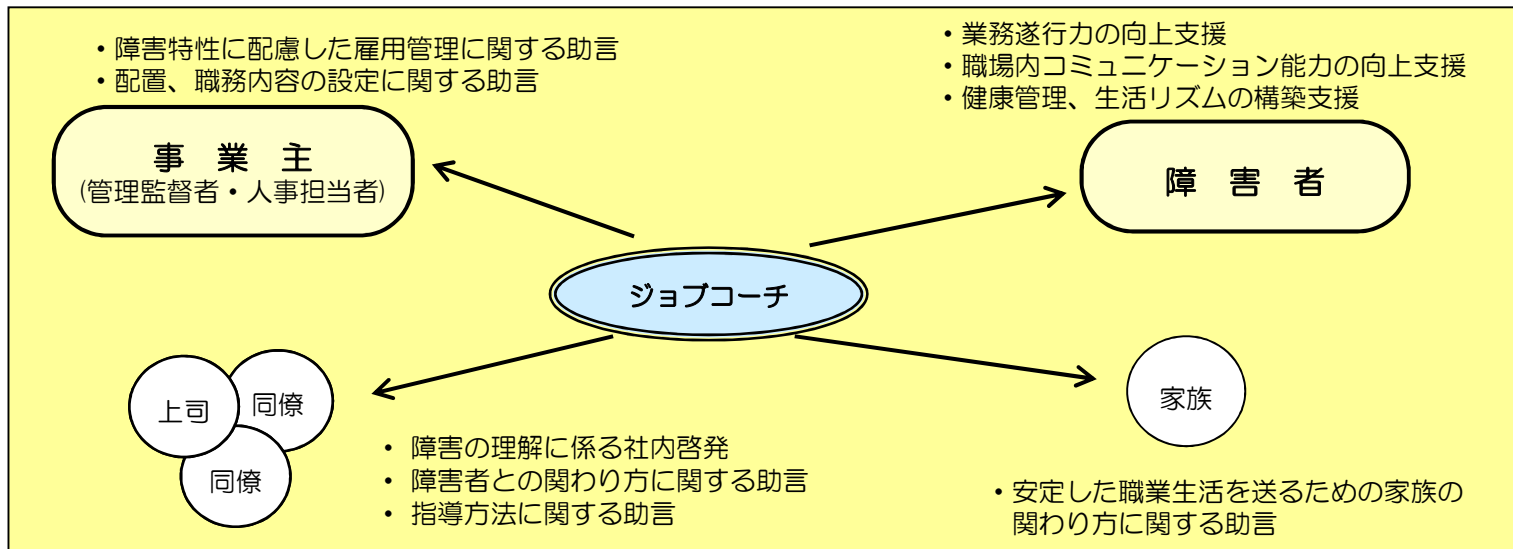 ・障害特性に配慮した雇用管理に関する助言
・配置、職務内容の設定に関する助言
事 業 主
(管理監督者・人事担当者)
・業務遂行力の向上支援
・職場内コミュニケーション能力の向上支援
・健康管理、生活リズムの構築支援
障 害 者
ジョブコーチ
上司
同僚
同僚
・ 障害の理解に係る社内啓発
・ 障害者との関わり方に関する助言
・ 指導方法に関する助言
家族
・安定した職業生活を送るための家族の
関わり方に関する助言